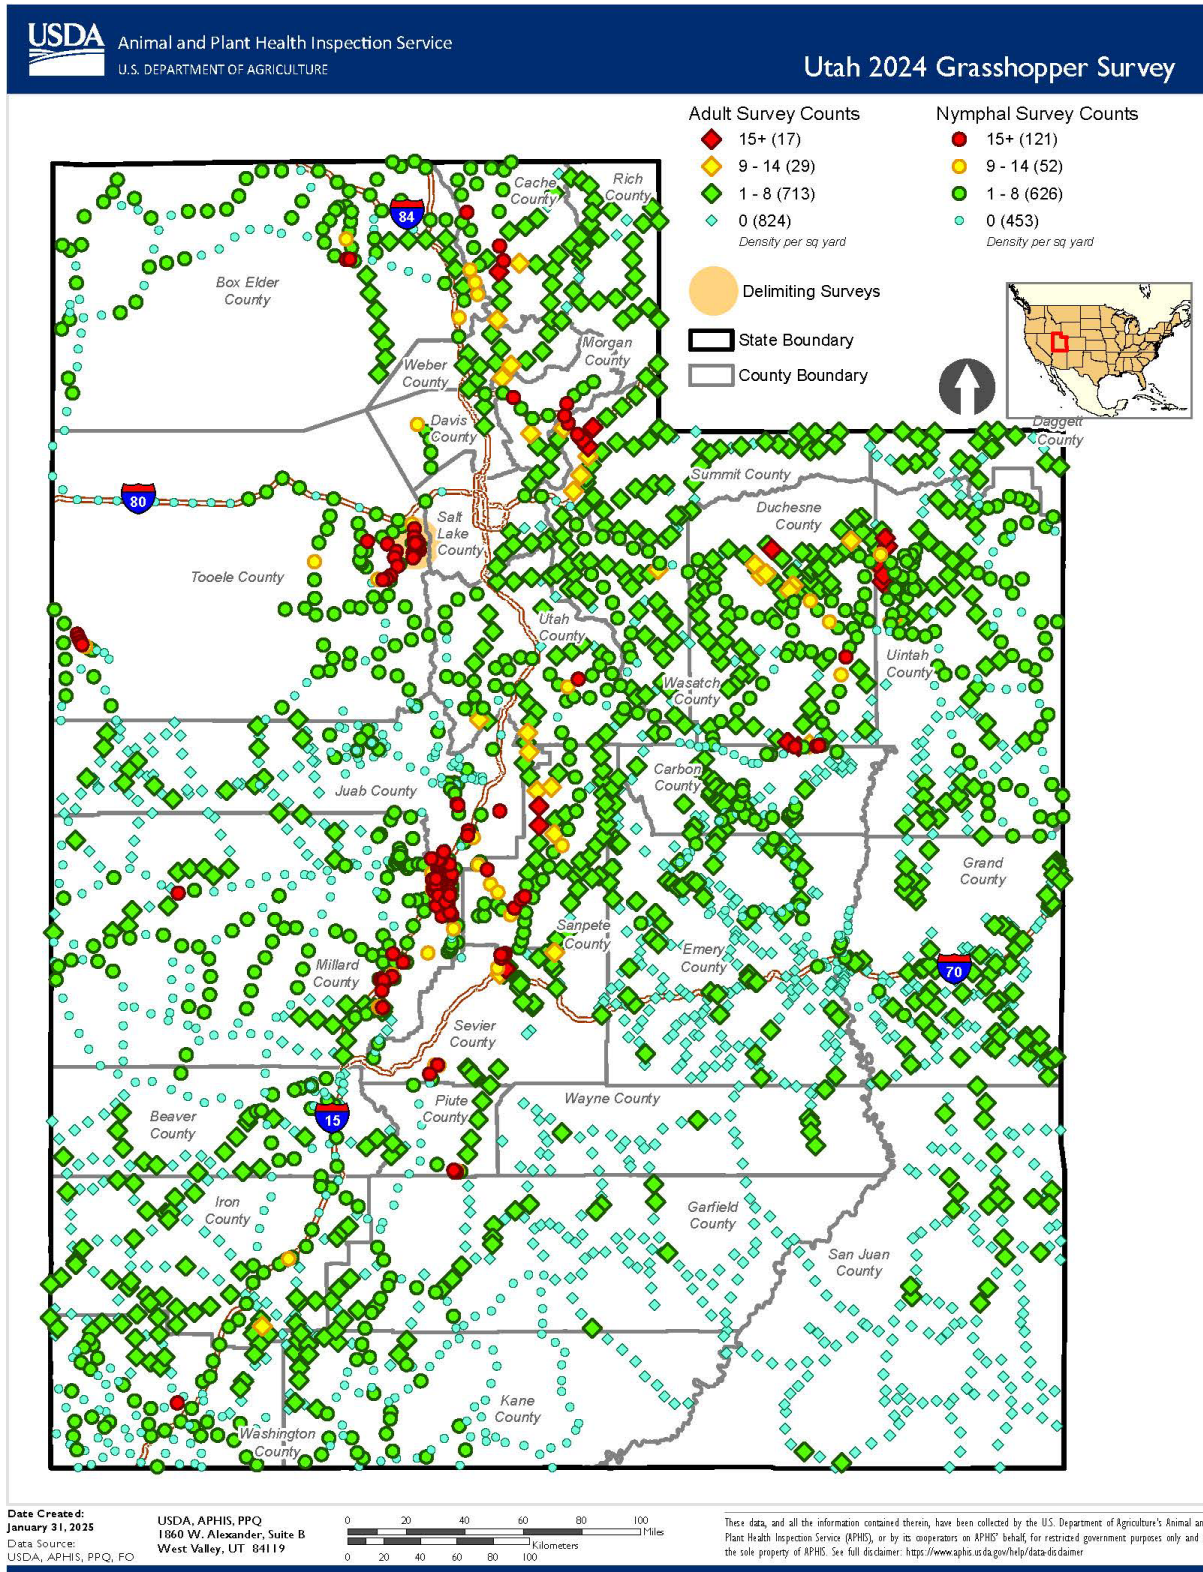 USDA
Animal and Plant Health Inspection Service
U.S. DEPARTMENT OF AGRICULTURE
Utah 2024 Grasshopper Survey
Adult Survey Counts
15+ (17)
9 - 14 (29)
1 - 8 (713)
0 (824)
Density per sq yard
Nymphal Survey Counts
15+ (121)
9 - 14 (52)
1 - 8 (626)
0 (453)
Density per sq yard
Delimiting Surveys
State Boundary
County Boundary
Cache
County
Rich
County
84
Box Elder
County
Morgan
County
Weber
County
Davis
County
Daggett
County
Summit County
80
Salt
Lake
County
Duchesne
County
Tooele County
Utah
County
Uintah
County
Wasatch
County
Juab County
Carbon
County
Grand
County
Sanpete
County
Emery
County
Millard
County
70
Sevier
County
Piute
County
Wayne County
Beaver
County
15
Iron
County
Garfield
County
San Juan
County
Kane
County
Washington
County
Date Created:
January 31, 2025
Data Source:
USDA, APHIS, PPQ, FO
USDA, APHIS, PPQ
1860 W. Alexander, Suite B
West Valley, UT 84119
0 20 40 60 80 100
Miles
Kilometers
0 20 40 60 80 100
These data, and all the information contained therein, have been collected by the U.S. Department of Agriculture's Animal an
Plant Health Inspection Service (APHIS), or by its cooperators on APHIS' behalf, for restricted government purposes only and
the sole property of APHIS. See full disclaimer: https://www.aphis.usda.gov/help/data-disclaimer